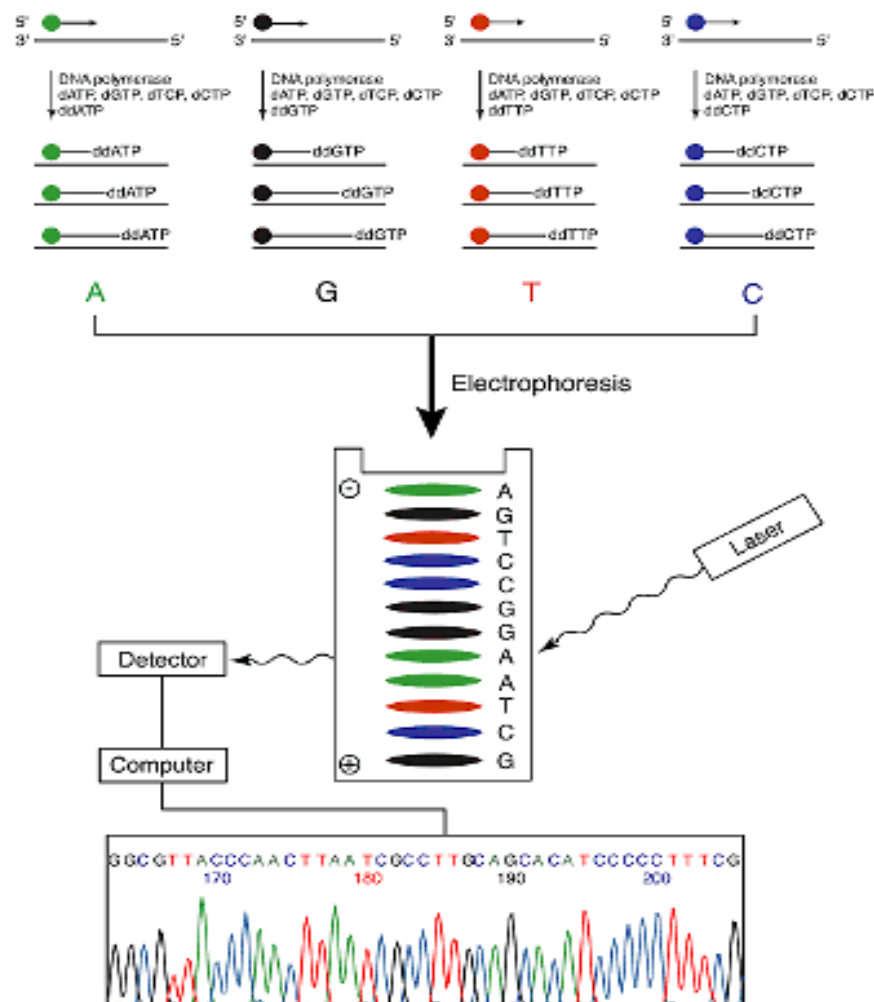 5' 5' 5' 5'
3' 5' 3' 5' 3' 5' 3' 5'
DNA polymerase DNA polymerase DNA polymerase DNA polymerase
dATP, dGTP, dTCP, dCTP dATP, dGTP, dTCP, dCTP dATP, dGTP, dTCP, dCTP dATP, dGTP, dTCP, dCTP
ddATP ddGTP ddTTP ddCTP
ddATP ddGTP ddTTP ddCTP
ddATP ddGTP ddTTP ddCTP
ddATP ddGTP ddTTP ddCTP
A G T C
Electrophoresis
- A
G
T
C
C
G
G
A
A
T
C
+ G
Laser
Detector
Computer
GGCGTTACCCAACTTAATCGCCTTGCAGCACATCCCCCTTTCG
170 180 190 200